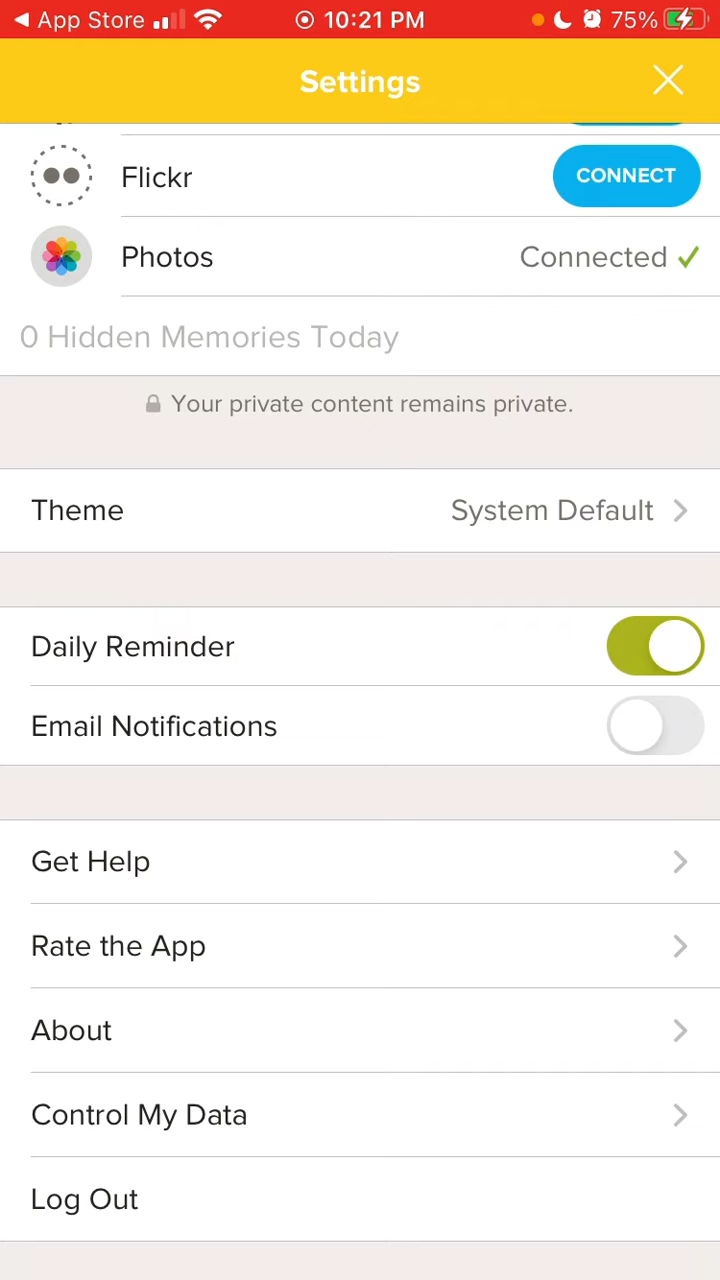 App Store 10:21 PM 75%
Settings
Flickr CONNECT
Photos Connected
0 Hidden Memories Today
Your private content remains private.
Theme System Default
Daily Reminder
Email Notifications
Get Help
Rate the App
About
Control My Data
Log Out